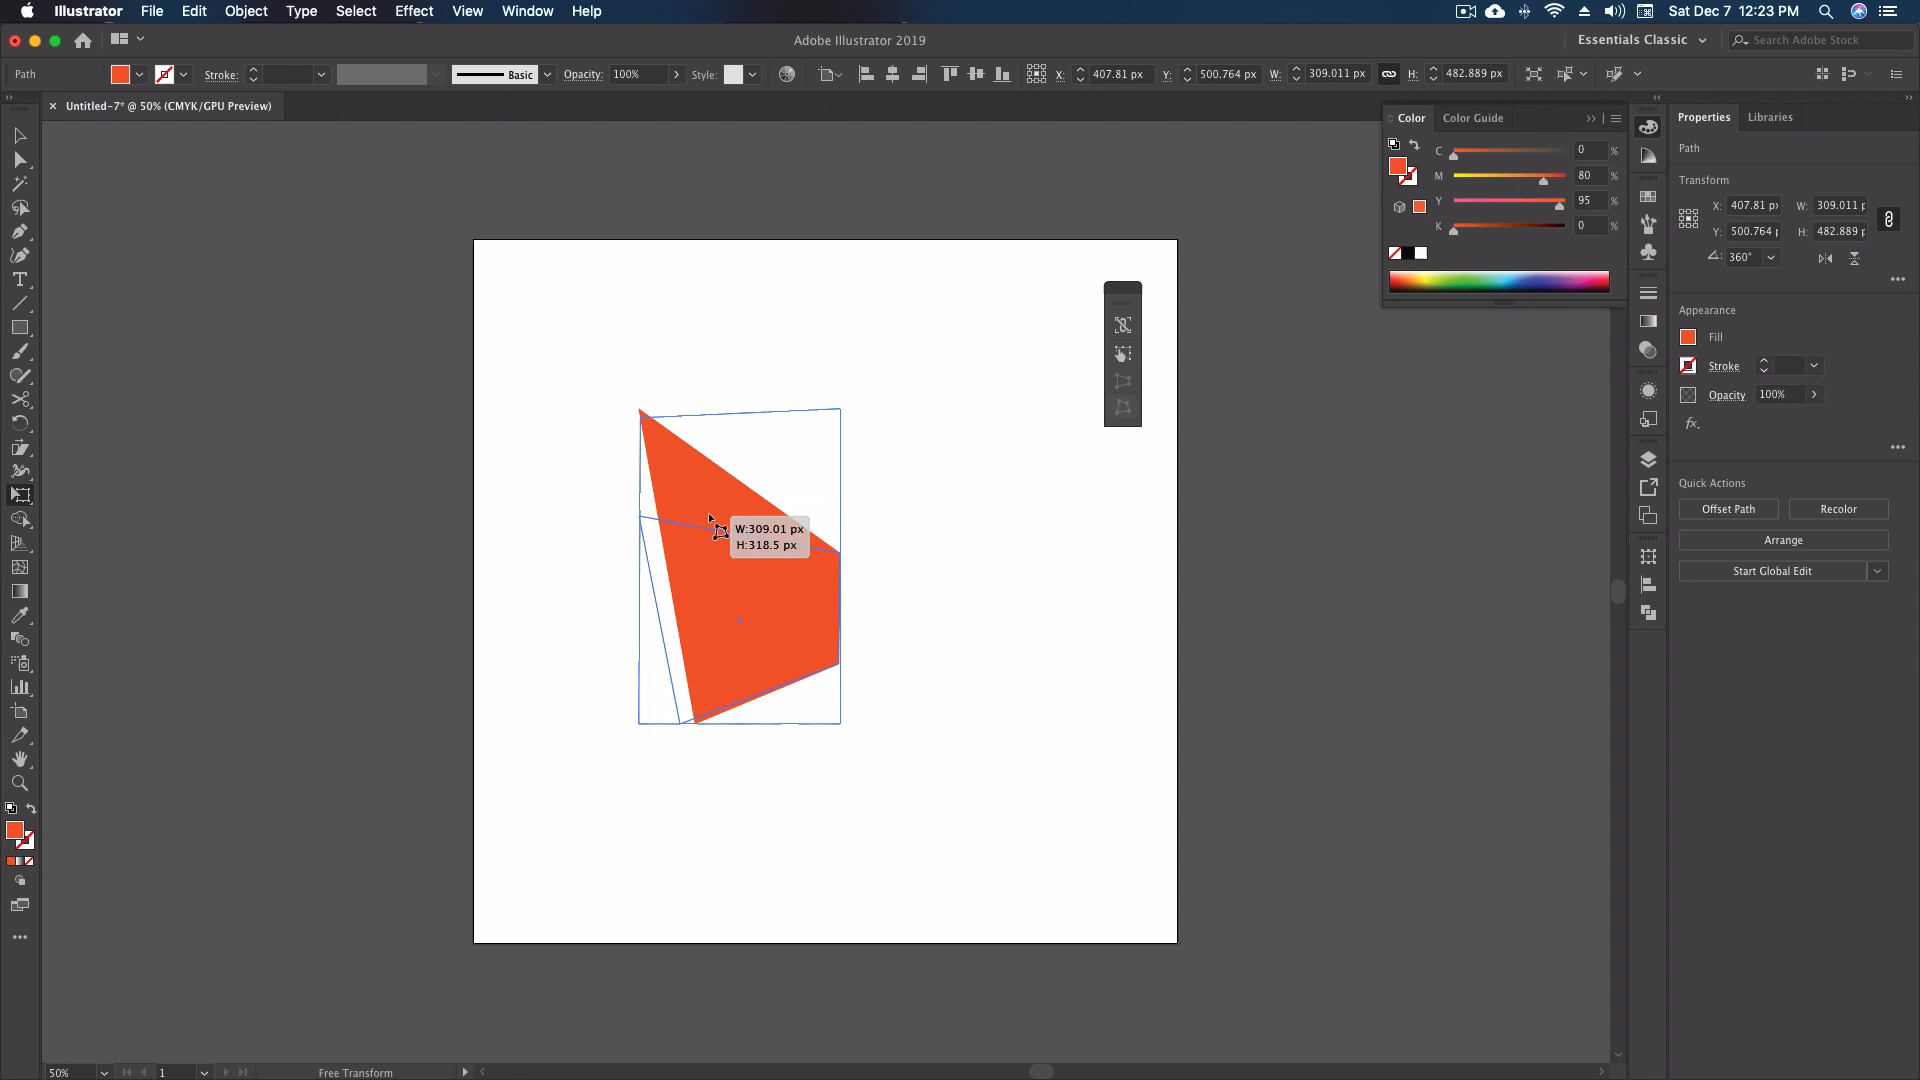 Illustrator File Edit Object Type Select Effect View Window Help
Sat Dec 7 12:23 PM
Adobe Illustrator 2019
Essentials Classic
Search Adobe Stock
Path
Stroke:
Basic
Opacity: 100%
Style:
X: 407.81 px
Y: 500.764 px
W: 309.011 px
H: 482.889 px
× Untitled-7* @ 50% (CMYK/GPU Preview)
Color Color Guide
C 0 %
M 80 %
Y 95 %
K 0 %
Properties Libraries
Path
Transform
X: 407.81 p W: 309.011
Y: 500.764 H: 482.889
360°
Appearance
Fill
Stroke
Opacity 100%
fx.
Quick Actions
Offset Path Recolor
Arrange
Start Global Edit
W:309.01 px
H:318.5 px
50% 1 Free Transform